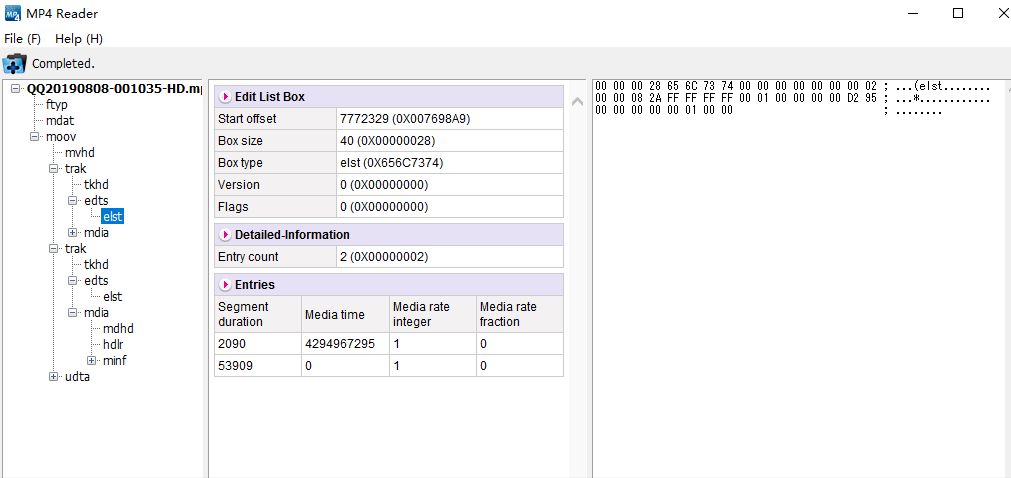 MP4 Reader
File (F) Help (H)
Completed.
QQ20190808-001035-HD.m
ftyp
mdat
moov
mvhd
trak
tkhd
edts
elst
mdia
trak
tkhd
edts
elst
mdia
mdhd
hdlr
minf
udta
Edit List Box
Start offset 7772329 (0X007698A9)
Box size 40 (0X00000028)
Box type elst (0X656C7374)
Version 0 (0X00000000)
Flags 0 (0X00000000)
Detailed-Information
Entry count 2 (0X00000002)
Entries
Segment duration Media time Media rate integer Media rate fraction
2090 4294967295 1 0
53909 0 1 0
00 00 00 28 65 6C 73 74 00 00 00 00 00 00 00 02 ; ...(elst........
00 00 08 2A FF FF FF FF 00 01 00 00 00 00 D2 95 ; ...*............
00 00 00 00 00 01 00 00 ; ........